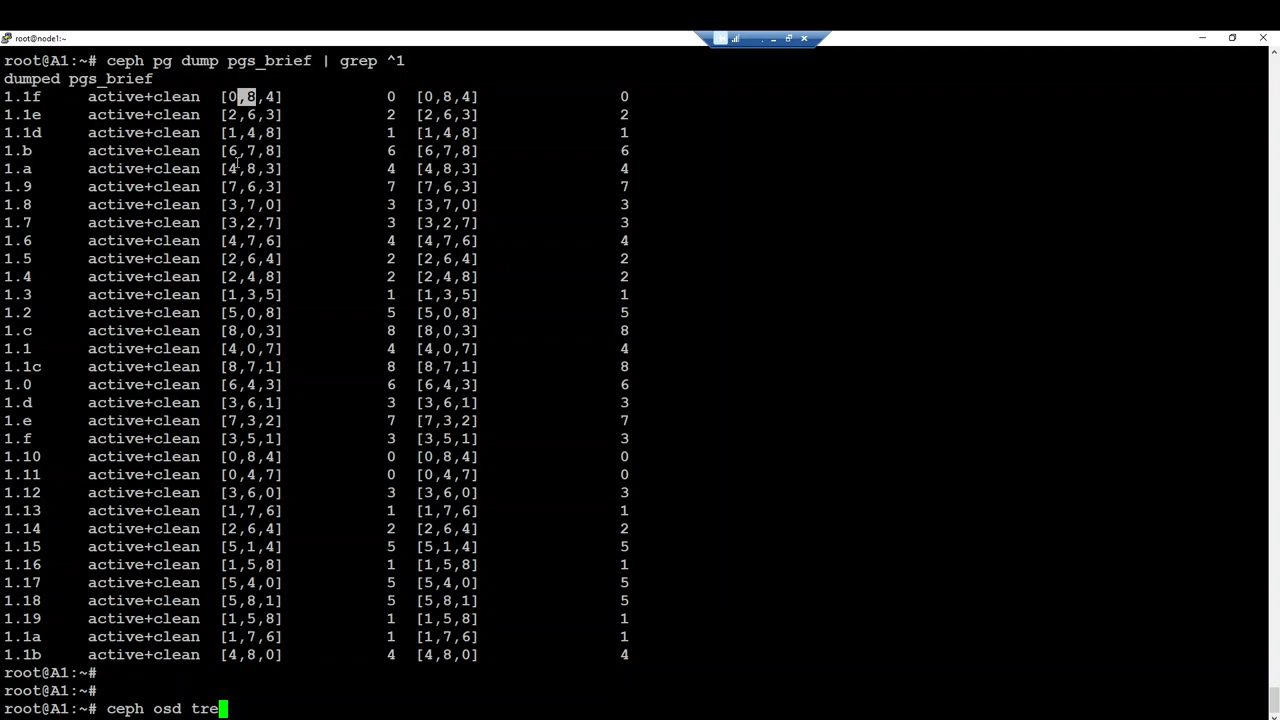 root@node1:~
root@A1:~# ceph pg dump pgs_brief | grep ^1
dumped pgs_brief
1.1f active+clean [0,8,4] 0 [0,8,4] 0
1.1e active+clean [2,6,3] 2 [2,6,3] 2
1.1d active+clean [1,4,8] 1 [1,4,8] 1
1.b active+clean [6,7,8] 6 [6,7,8] 6
1.a active+clean [4,8,3] 4 [4,8,3] 4
1.9 active+clean [7,6,3] 7 [7,6,3] 7
1.8 active+clean [3,7,0] 3 [3,7,0] 3
1.7 active+clean [3,2,7] 3 [3,2,7] 3
1.6 active+clean [4,7,6] 4 [4,7,6] 4
1.5 active+clean [2,6,4] 2 [2,6,4] 2
1.4 active+clean [2,4,8] 2 [2,4,8] 2
1.3 active+clean [1,3,5] 1 [1,3,5] 1
1.2 active+clean [5,0,8] 5 [5,0,8] 5
1.c active+clean [8,0,3] 8 [8,0,3] 8
1.1 active+clean [4,0,7] 4 [4,0,7] 4
1.1c active+clean [8,7,1] 8 [8,7,1] 8
1.0 active+clean [6,4,3] 6 [6,4,3] 6
1.d active+clean [3,6,1] 3 [3,6,1] 3
1.e active+clean [7,3,2] 7 [7,3,2] 7
1.f active+clean [3,5,1] 3 [3,5,1] 3
1.10 active+clean [0,8,4] 0 [0,8,4] 0
1.11 active+clean [0,4,7] 0 [0,4,7] 0
1.12 active+clean [3,6,0] 3 [3,6,0] 3
1.13 active+clean [1,7,6] 1 [1,7,6] 1
1.14 active+clean [2,6,4] 2 [2,6,4] 2
1.15 active+clean [5,1,4] 5 [5,1,4] 5
1.16 active+clean [1,5,8] 1 [1,5,8] 1
1.17 active+clean [5,4,0] 5 [5,4,0] 5
1.18 active+clean [5,8,1] 5 [5,8,1] 5
1.19 active+clean [1,5,8] 1 [1,5,8] 1
1.1a active+clean [1,7,6] 1 [1,7,6] 1
1.1b active+clean [4,8,0] 4 [4,8,0] 4
root@A1:~#
root@A1:~#
root@A1:~# ceph osd tre